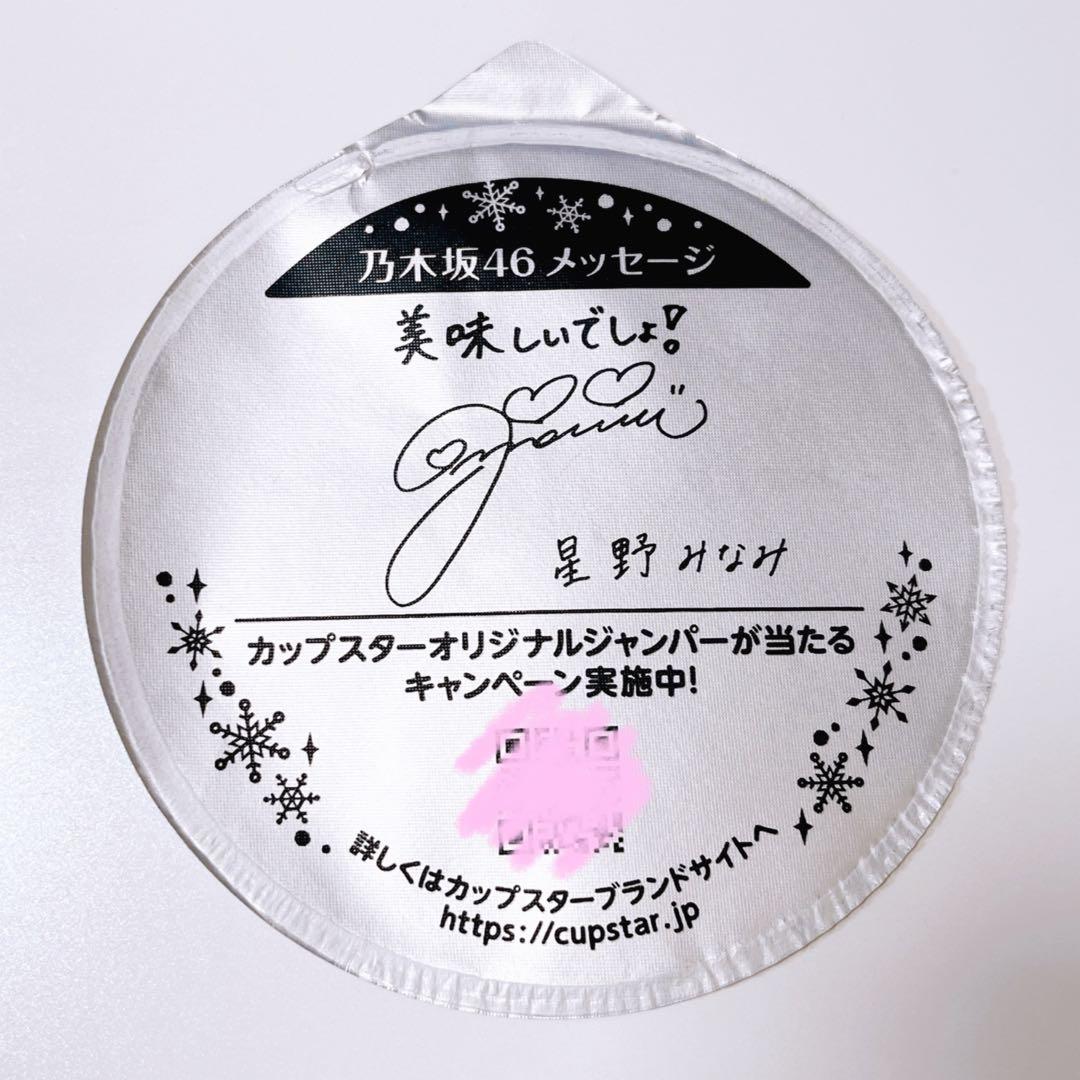 乃木坂46 メッセージ
美味しいでしょ!
星野みなみ
カップスターオリジナルジャンパーが当たる
キャンペーン実施中!
詳しくはカップスターブランドサイトへ
https://cupstar.jp